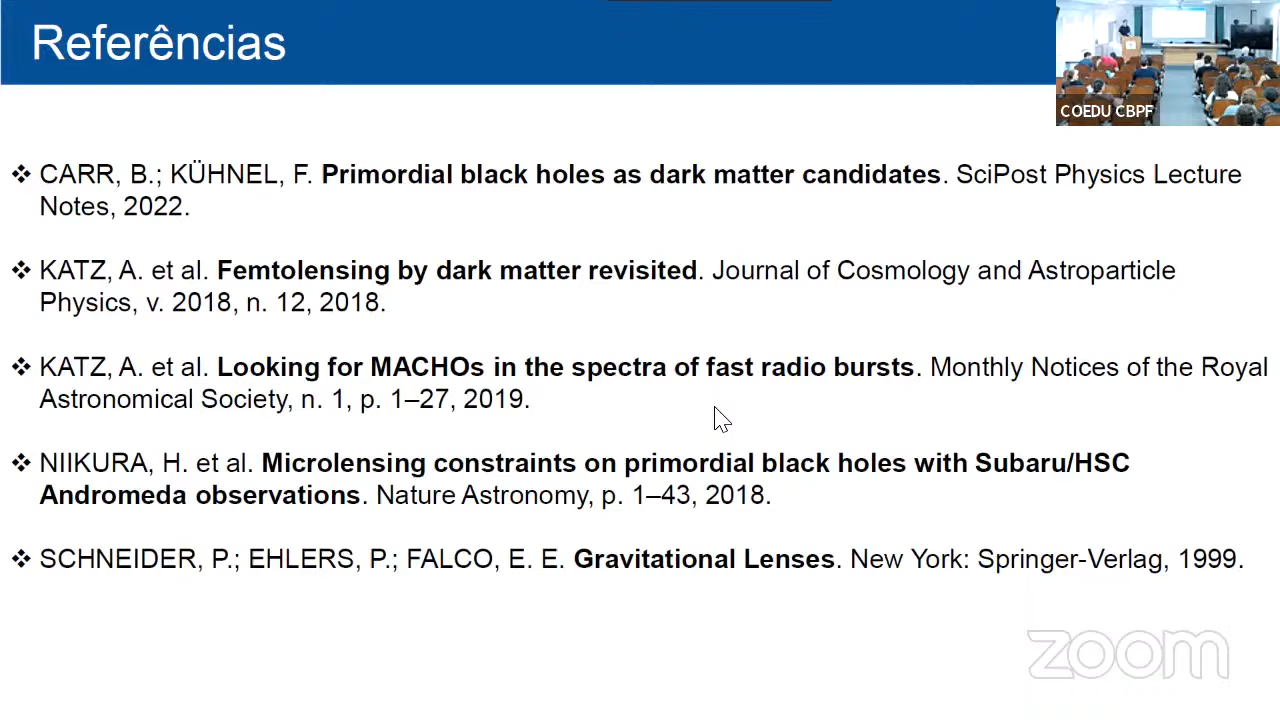 Referências
COEDU CBPF
❖ CARR, B.; KÜHNEL, F. Primordial black holes as dark matter candidates. SciPost Physics Lecture
Notes, 2022.
❖ KATZ, A. et al. Femtolensing by dark matter revisited. Journal of Cosmology and Astroparticle
Physics, v. 2018, n. 12, 2018.
❖ KATZ, A. et al. Looking for MACHOs in the spectra of fast radio bursts. Monthly Notices of the Royal
Astronomical Society, n. 1, p. 1–27, 2019.
❖ NIIKURA, H. et al. Microlensing constraints on primordial black holes with Subaru/HSC
Andromeda observations. Nature Astronomy, p. 1–43, 2018.
❖ SCHNEIDER, P.; EHLERS, P.; FALCO, E. E. Gravitational Lenses. New York: Springer-Verlag, 1999.
zoom